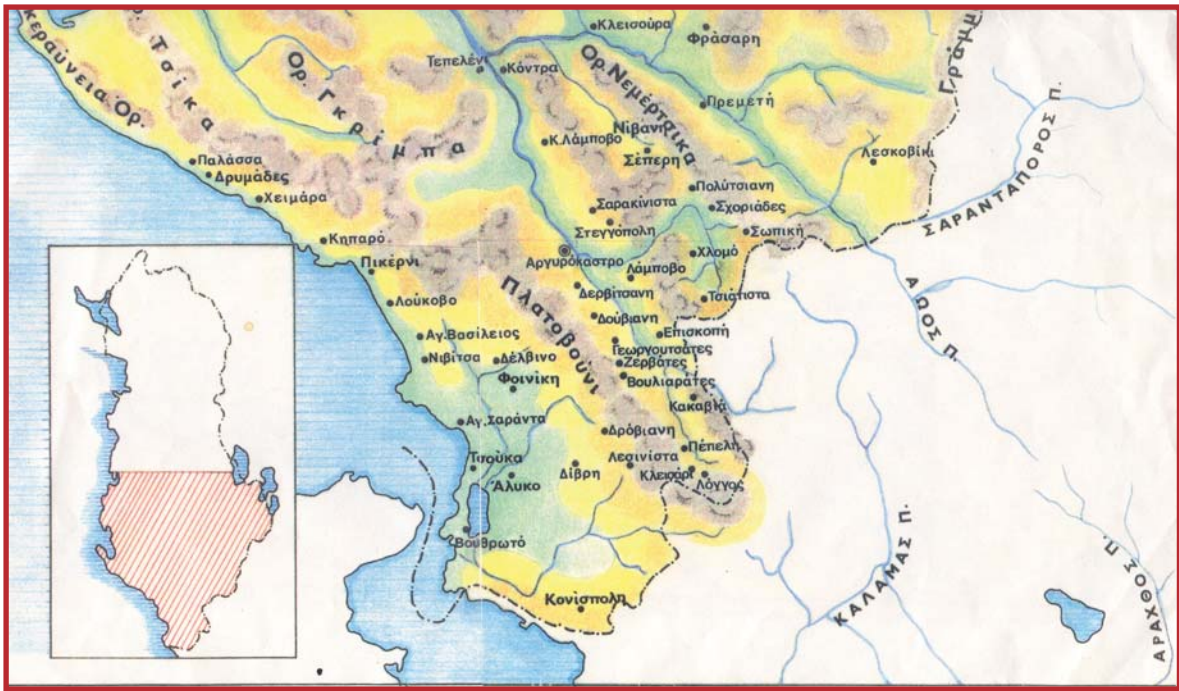 Κλεισούρα
Φράσαρη
Τεπελένι
Κόντρα
Ορ. Νεμέρτσικα
Γράμμ
κεραύνεια Ορ.
Τσίκα
Ορ. Γκρίμπα
Πρεμετή
Νίβανη
Κ.Λάμποβο
Σέπερη
Λεσκοβίκι
Παλάσσα
Δρυμάδες
Χειμάρα
Πολύτσιανη
Σαρακίνιστα
Σχοριάδες
Στεγγόπολη
Σωπική
ΣΑΡΑΝΤΑΠΟΡΟΣ Π.
Κηπαρό
Πικέρνι
Αργυρόκαστρο
Χλομό
Λάμποβο
Πλατοβούνι
Δερβίτσανη
Τσιάτιστα
ΑΩΟΣ Π.
Λούκοβο
Δούβιανη
Αγ.Βασίλειος
Επισκοπή
Γεωργουτσάτες
Νιβίτσα
Δέλβινο
Ζερβάτες
Φοινίκη
Βουλιαράτες
Κακαβιά
Αγ.Σαράντα
Δρόβιανη
Πέπελη
Τσούκα
Δίβρη
Λεσινίστα
Κλεισάρι
Λόγγος
Άλυκο
Βουθρωτό
Κονίσπολη
ΚΑΛΑΜΑΣ Π.
ΑΡΑΧΘΟΣ Π.